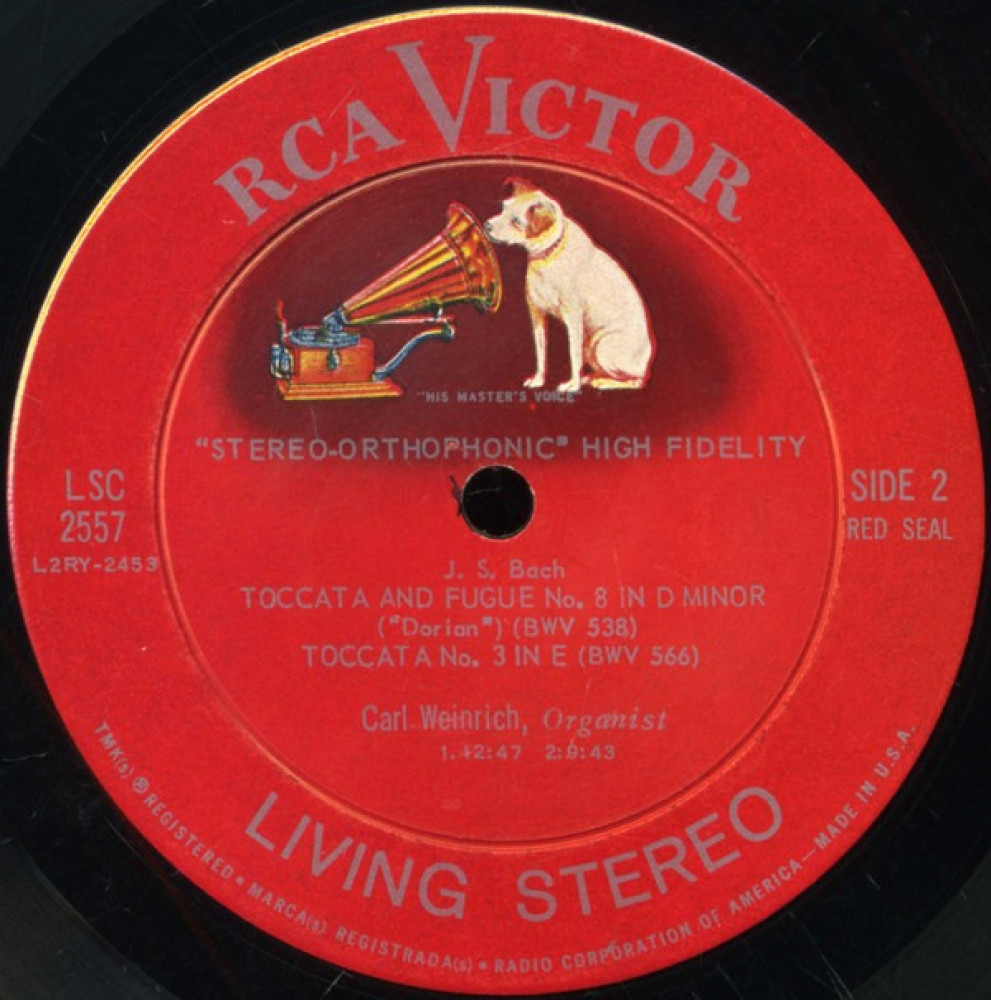 RCA VICTOR
"HIS MASTER'S VOICE"
"STEREO-ORTHOPHONIC" HIGH FIDELITY
LSC
2557
L2RY-2453
SIDE 2
RED SEAL
J. S. Bach
TOCCATA AND FUGUE No. 8 IN D MINOR
("Dorian") (BWV 538)
TOCCATA No. 3 IN E (BWV 566)
Carl Weinrich, Organist
1. 12:47 2: 9:43
LIVING STEREO
TMK(s) ® REGISTERED • MARCA(s) REGISTRADA(s) • RADIO CORPORATION OF AMERICA—MADE IN U.S.A.